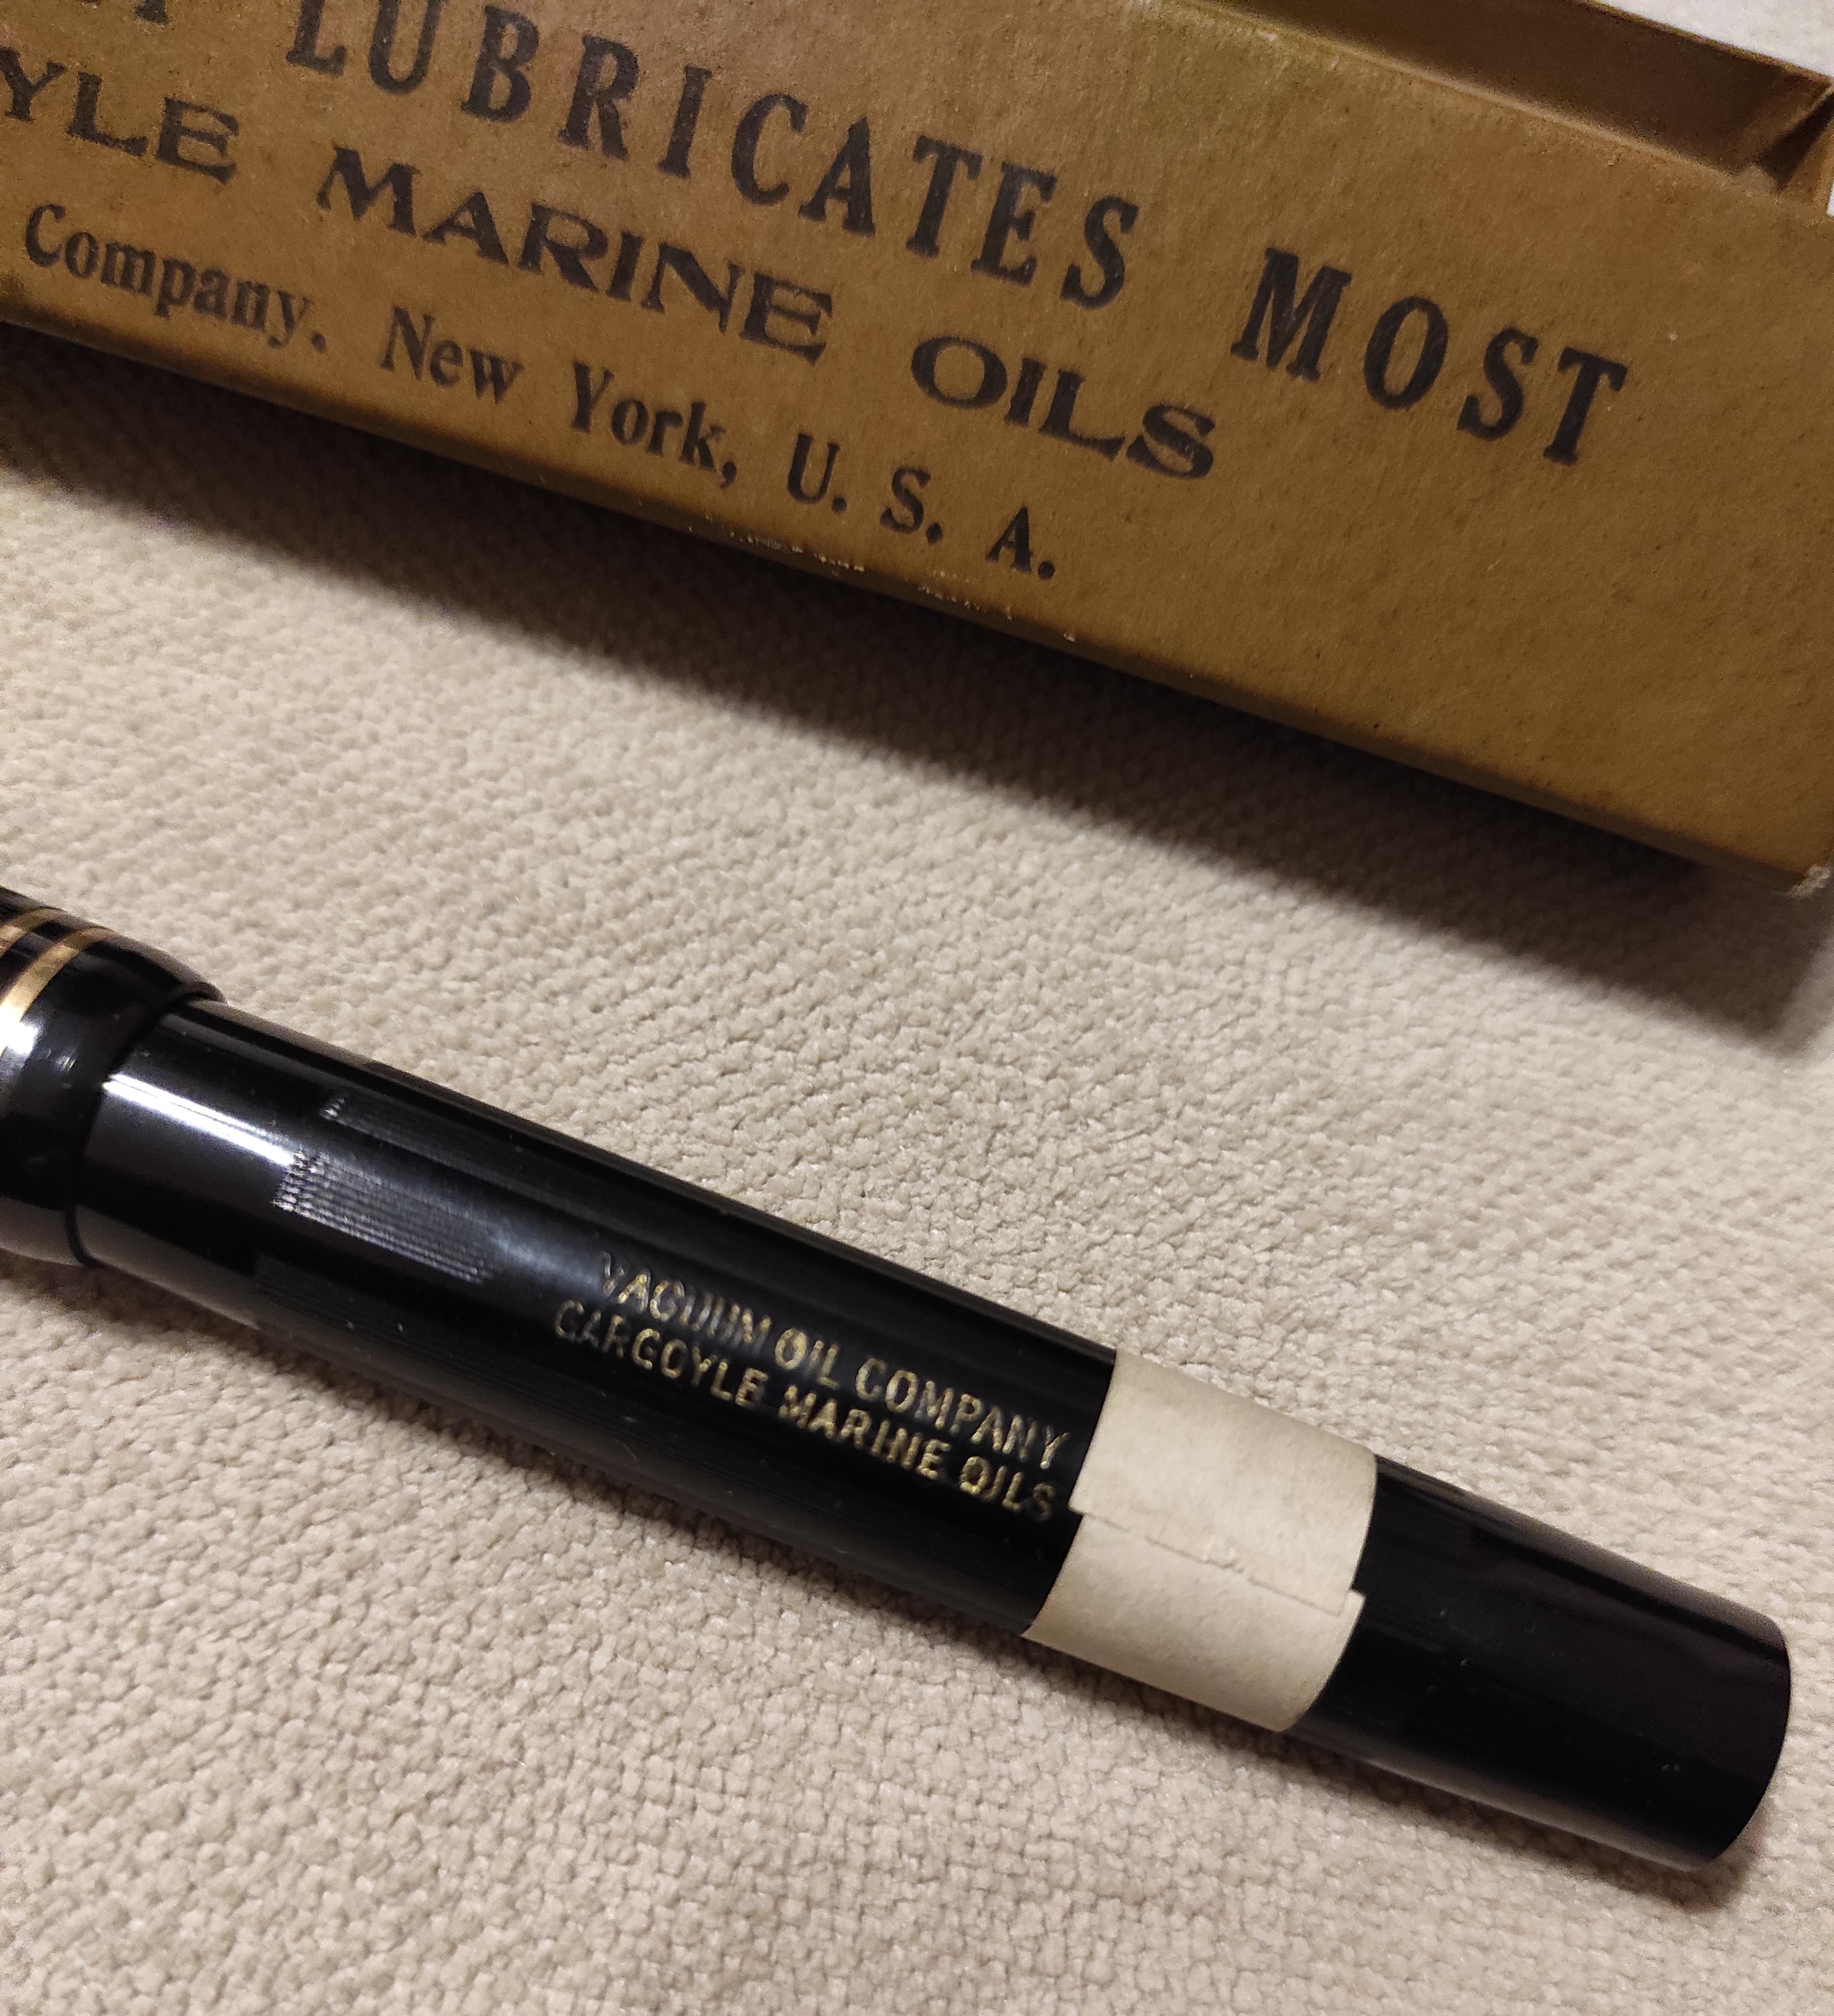 LUBRICATES MOST
YLE MARINE OILS
Company. New York, U. S. A.
VACUUM OIL COMPANY
GARGOYLE MARINE OILS